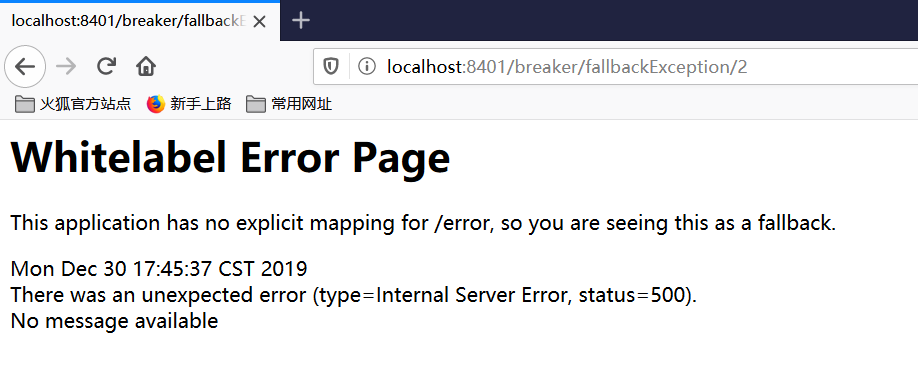 localhost:8401/breaker/fallbackE
localhost:8401/breaker/fallbackException/2
火狐官方站点 新手上路 常用网址
Whitelabel Error Page
This application has no explicit mapping for /error, so you are seeing this as a fallback.
Mon Dec 30 17:45:37 CST 2019
There was an unexpected error (type=Internal Server Error, status=500).
No message available